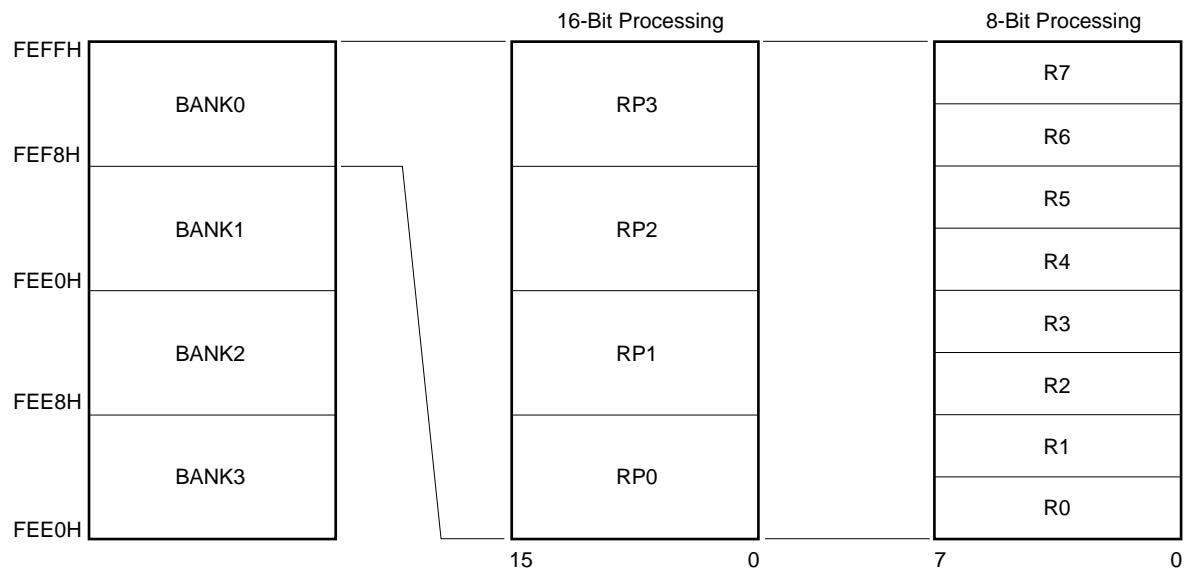 16-Bit Processing
8-Bit Processing
FEFFH
BANK0
RP3
R7
R6
FEF8H
BANK1
RP2
R5
R4
FEE0H
BANK2
RP1
R3
R2
FEE8H
BANK3
RP0
R1
R0
FEE0H
15 0 7 0